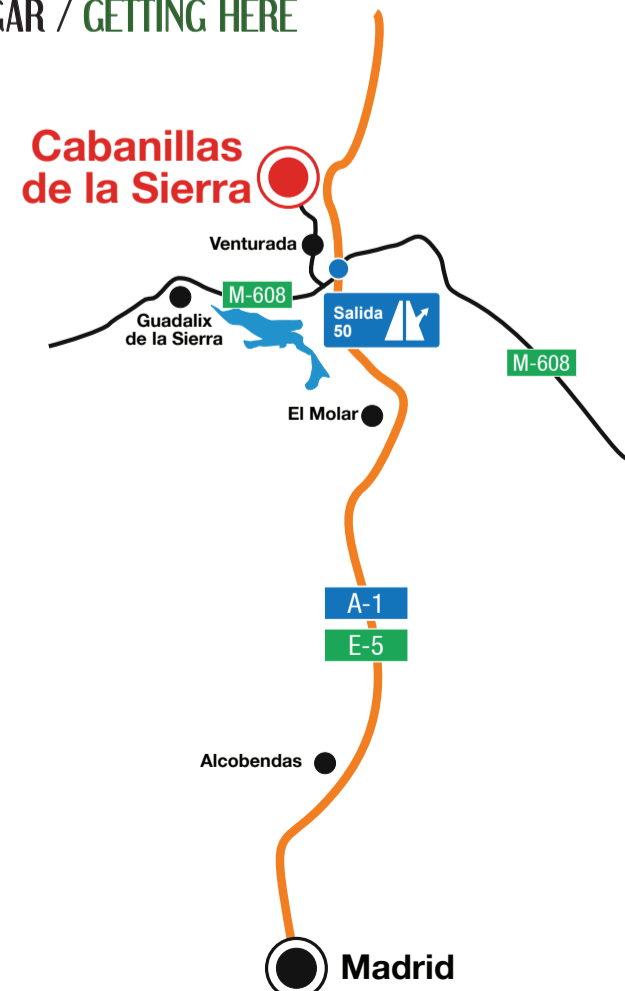 GAR / GETTING HERE
Cabanillas
de la Sierra
Venturada
M-608
Guadalix
de la Sierra
Salida
50
M-608
El Molar
A-1
E-5
Alcobendas
Madrid